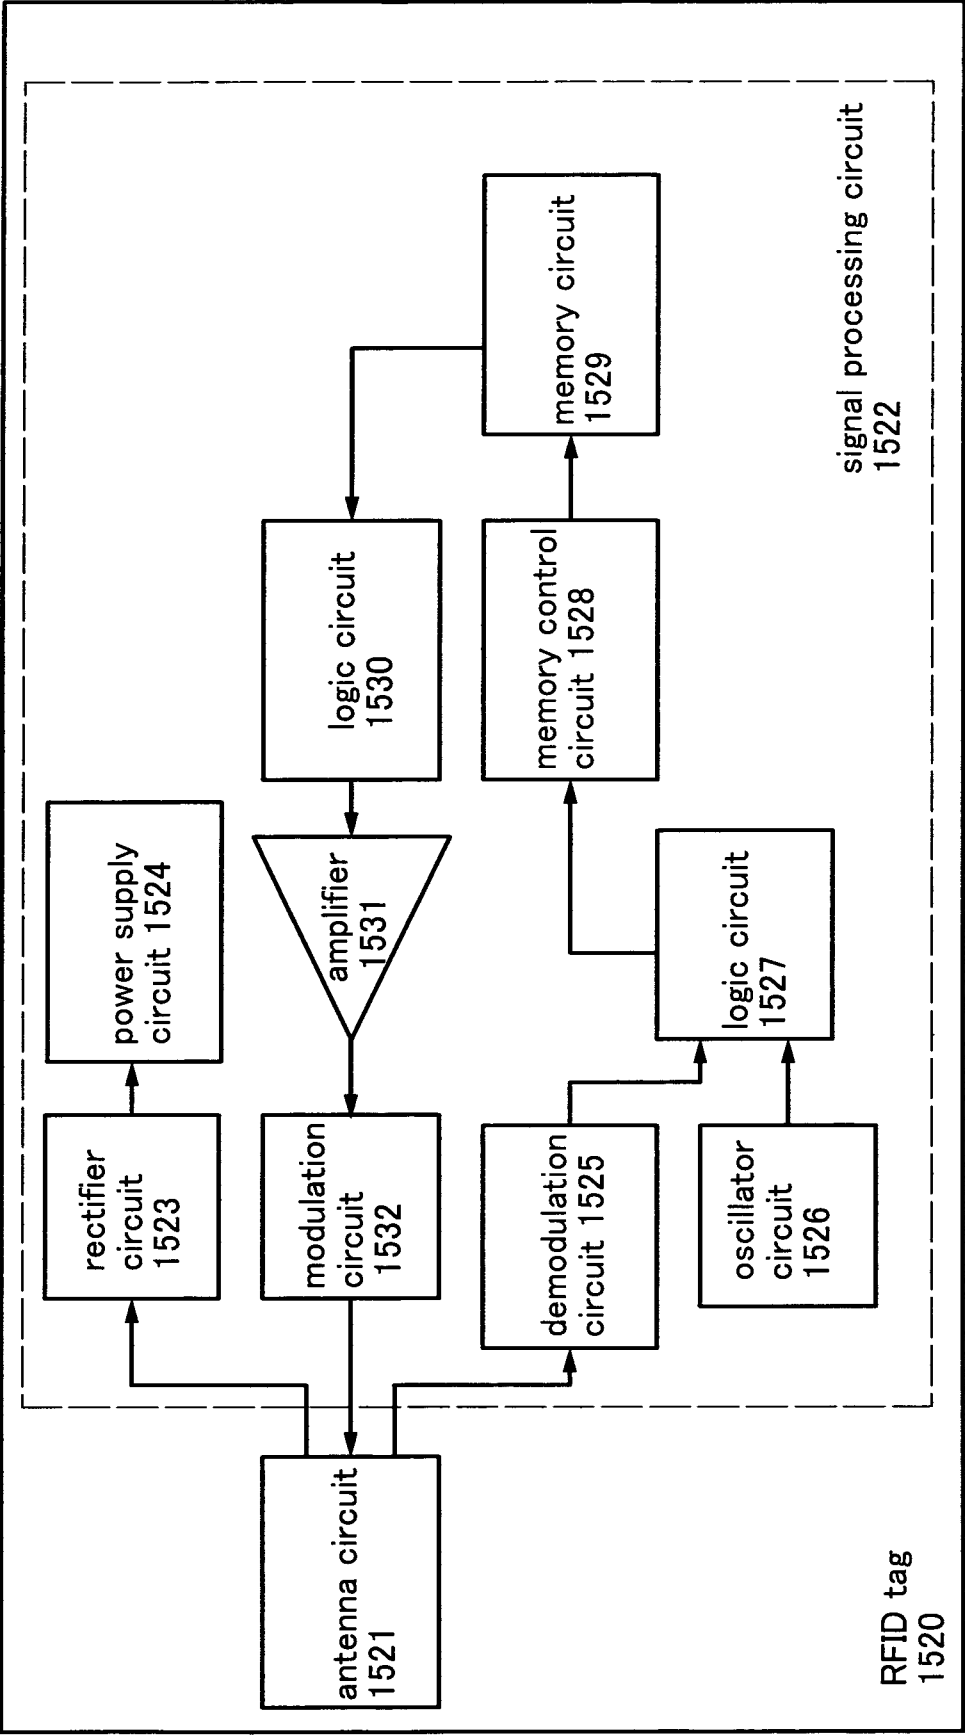 rectifier
circuit
1523
power supply
circuit 1524
antenna circuit
1521
modulation
circuit
1532
amplifier
1531
logic circuit
1530
demodulation
circuit 1525
memory control
circuit 1528
memory circuit
1529
oscillator
circuit
1526
logic circuit
1527
signal processing circuit
1522
RFID tag
1520